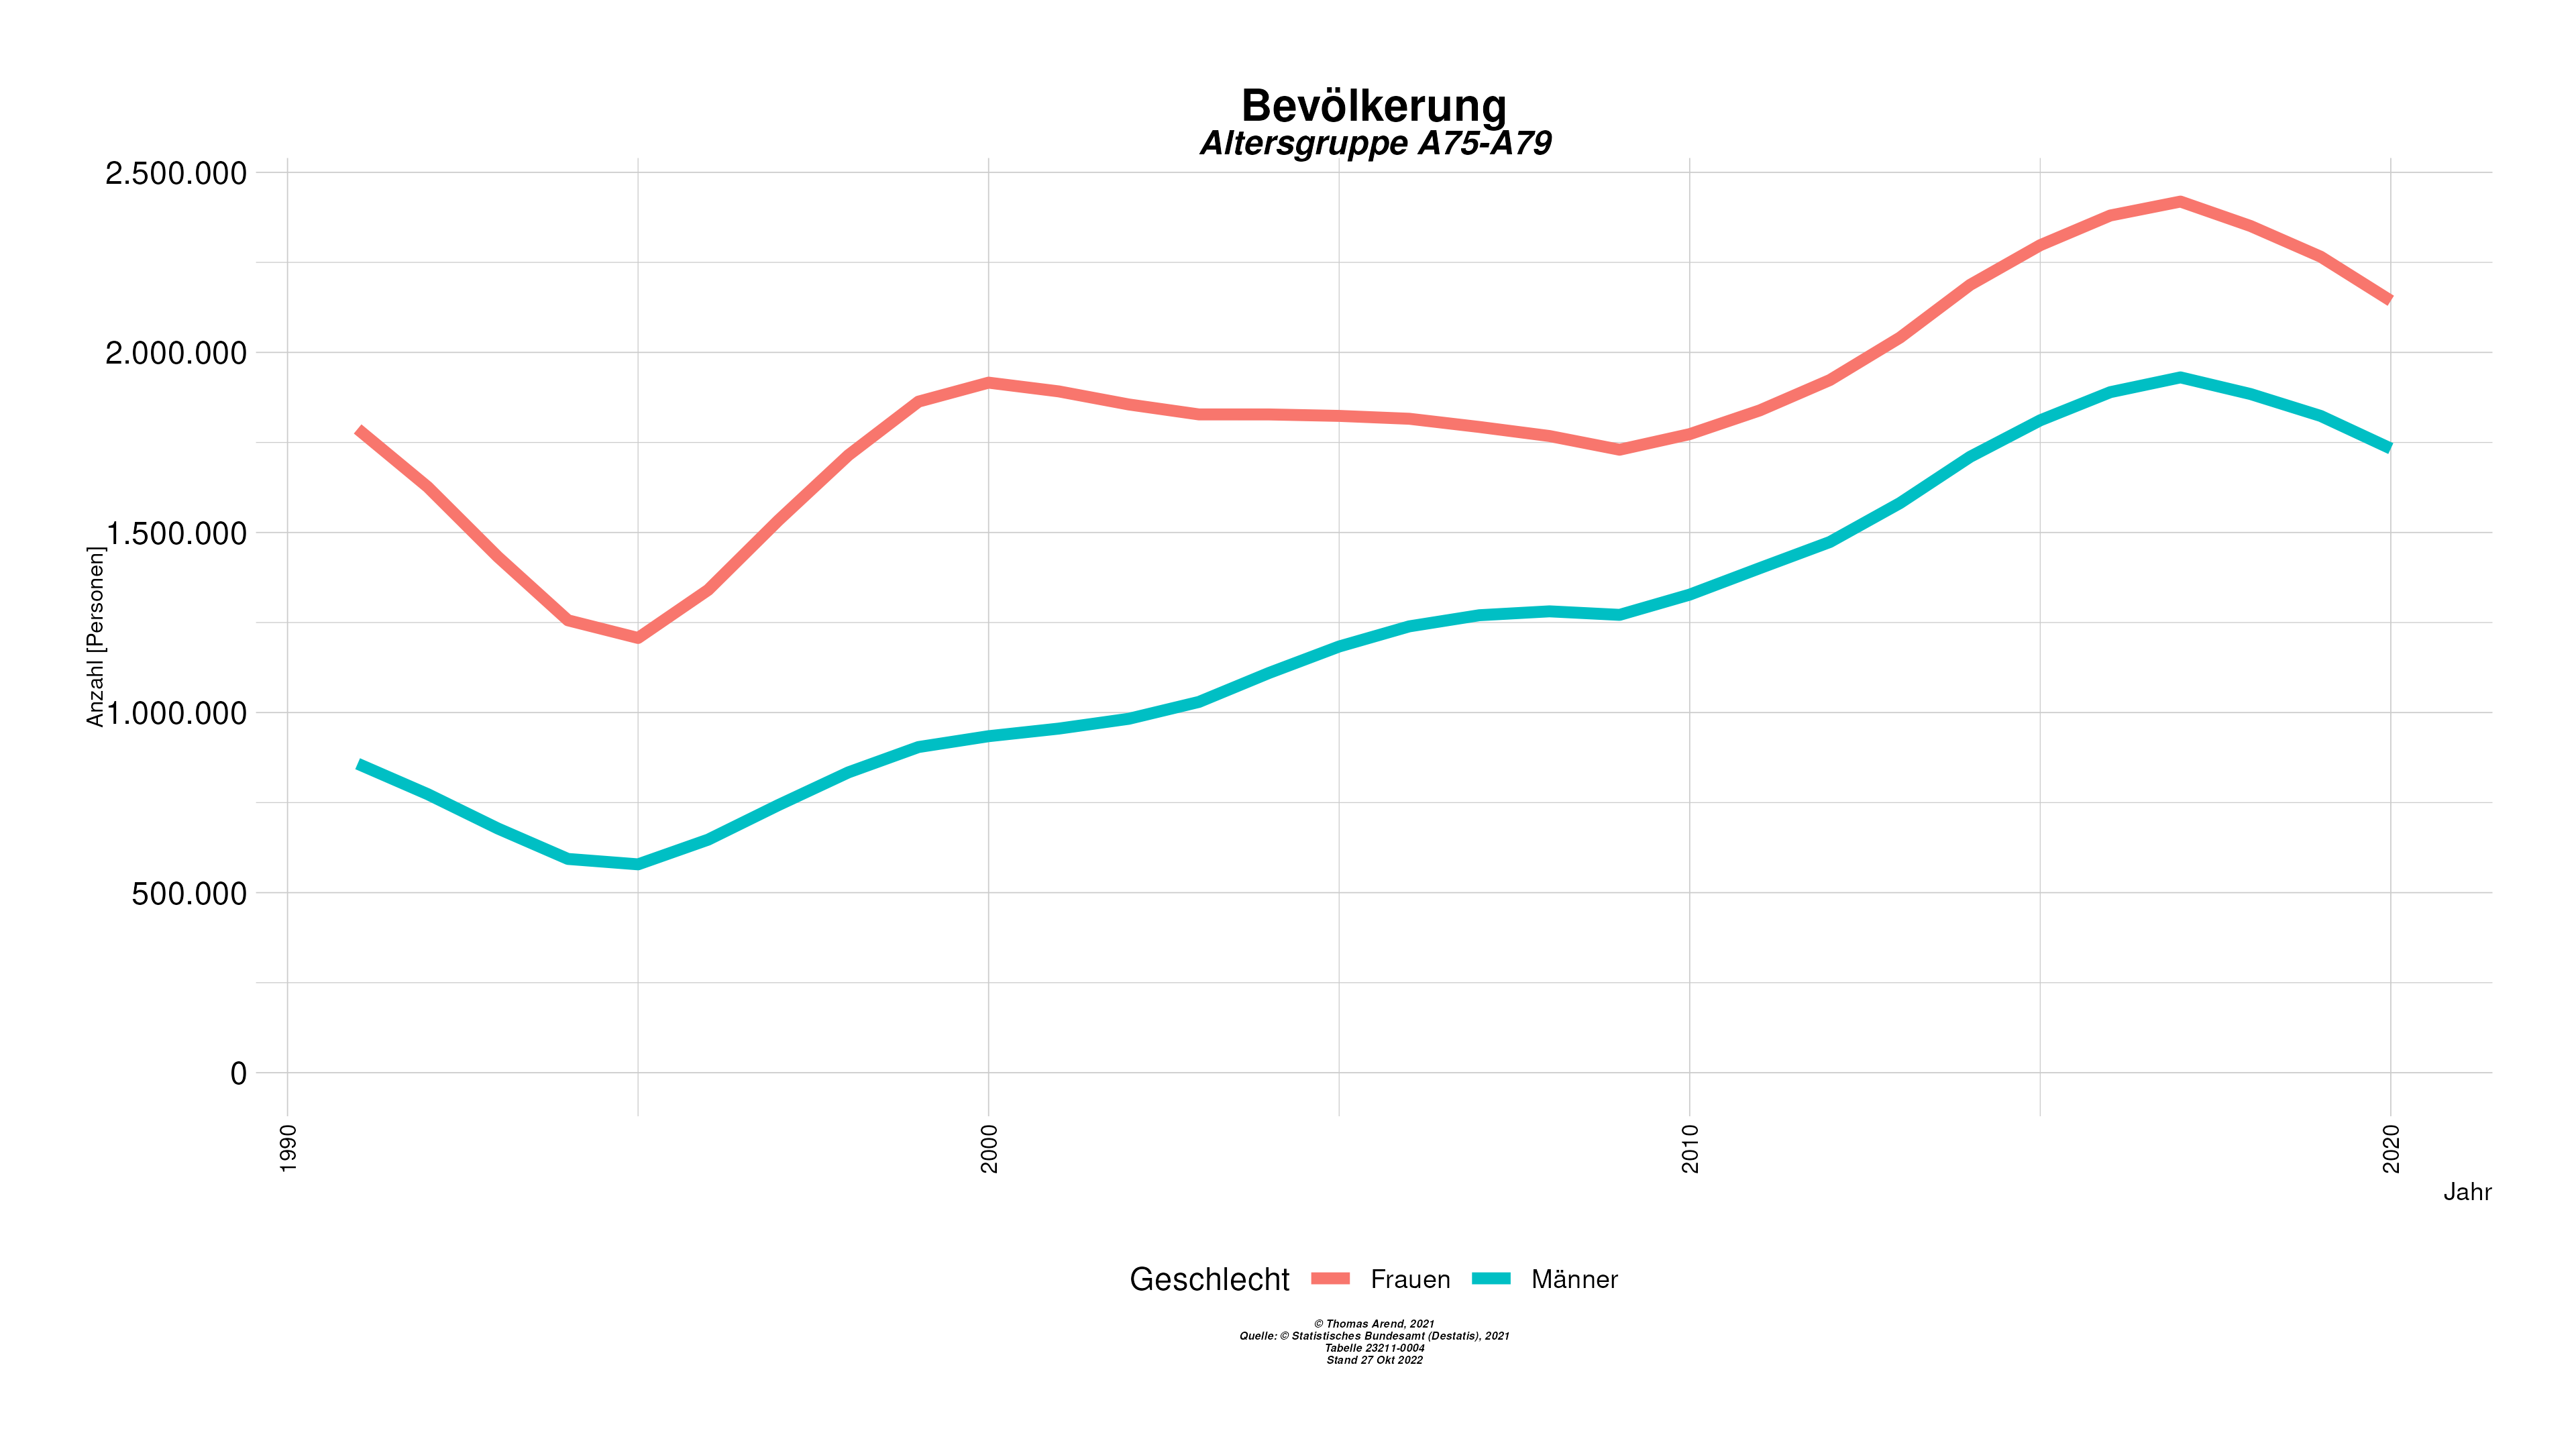 Bevölkerung
Altersgruppe A75-A79
2.500.000
2.000.000
1.500.000
1.000.000
500.000
0
Anzahl [Personen]
1990
2000
2010
2020
Jahr
Geschlecht Frauen Männer
© Thomas Arend, 2021
Quelle: © Statistisches Bundesamt (Destatis), 2021
Tabelle 23211-0004
Stand 27 Okt 2022